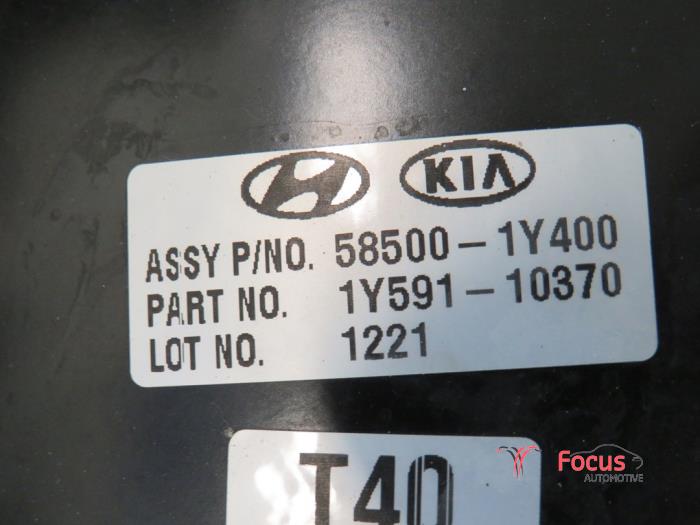 KIA
ASSY P/NO. 58500-1Y400
PART NO. 1Y591-10370
LOT NO. 1221
T40
Focus
AUTOMOTIVE